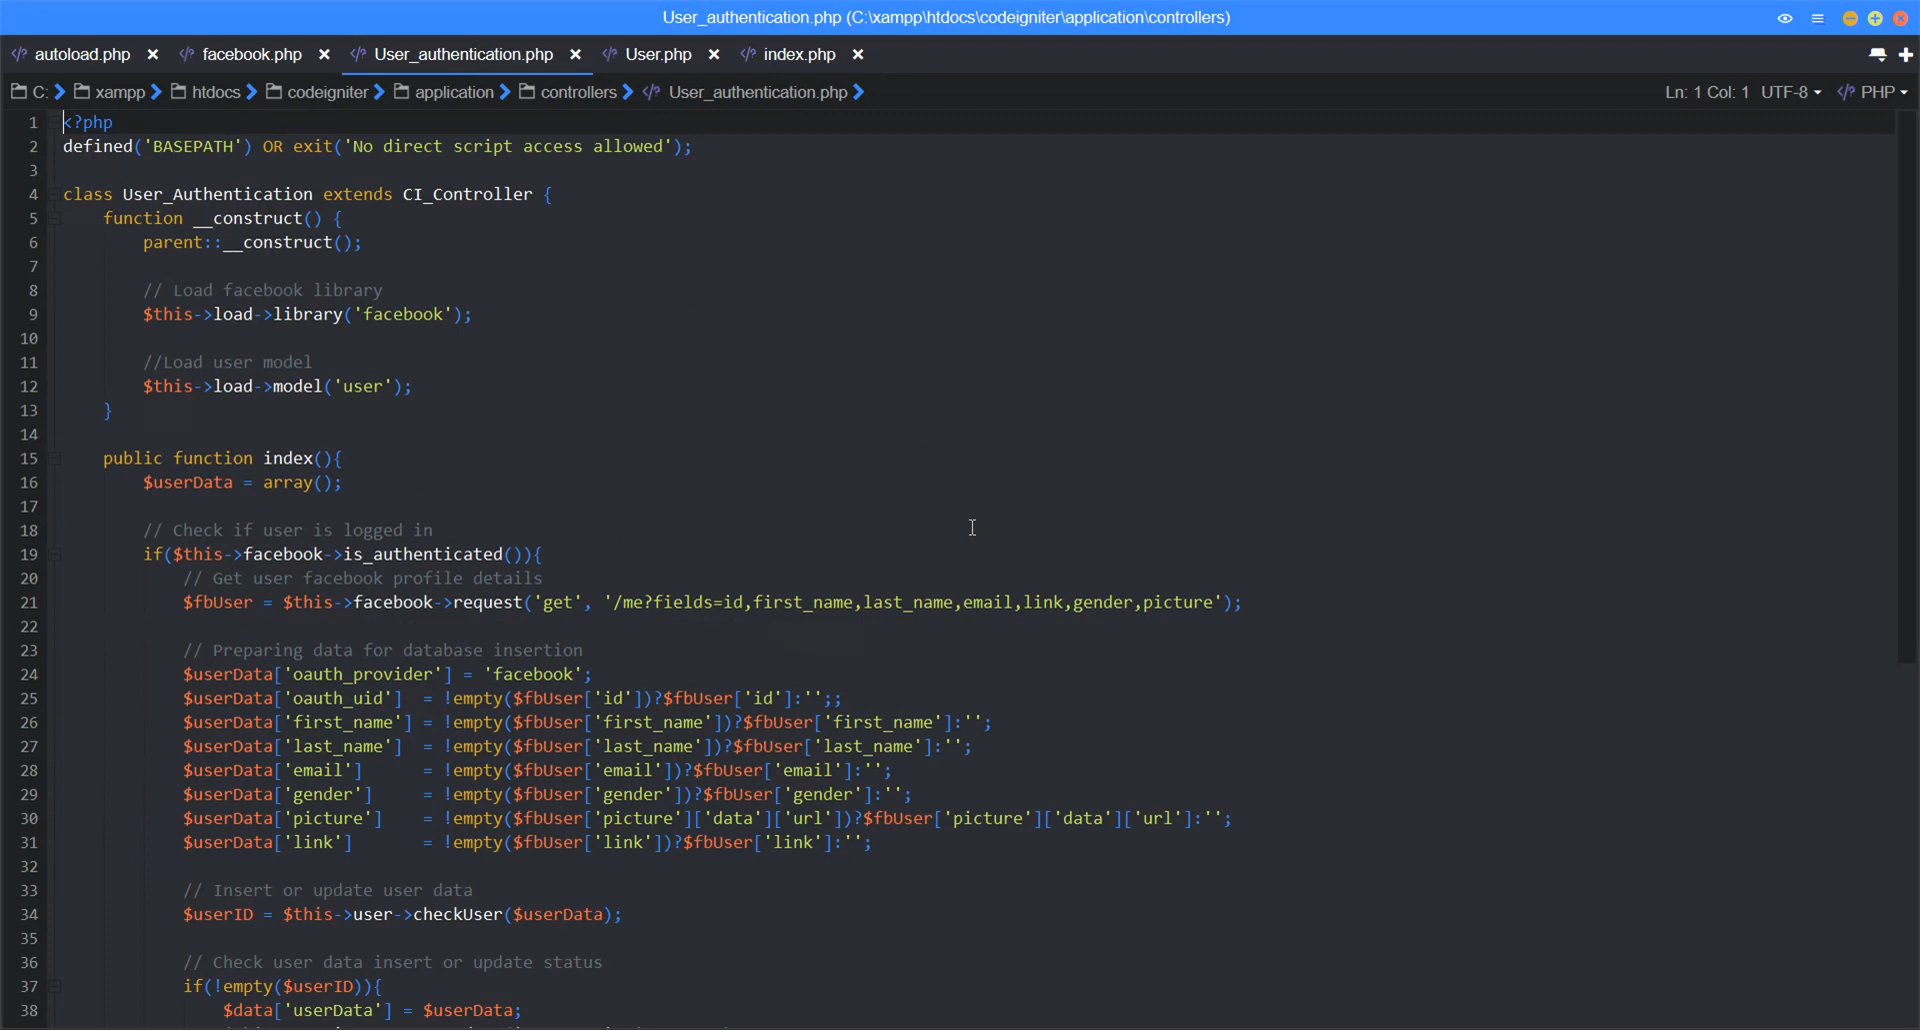 User_authentication.php (C:\xampp\htdocs\codeigniter\application\controllers)
autoload.php facebook.php User_authentication.php User.php index.php
C: xampp htdocs codeigniter application controllers User_authentication.php Ln: 1 Col: 1 UTF-8 PHP
1 <?php
2 defined('BASEPATH') OR exit('No direct script access allowed');
3
4 class User_Authentication extends CI_Controller {
5     function __construct() {
6         parent::__construct();
7
8         // Load facebook library
9         $this->load->library('facebook');
10
11         //Load user model
12         $this->load->model('user');
13     }
14
15     public function index(){
16         $userData = array();
17
18         // Check if user is logged in
19         if($this->facebook->is_authenticated()){
20             // Get user facebook profile details
21             $fbUser = $this->facebook->request('get', '/me?fields=id,first_name,last_name,email,link,gender,picture');
22
23             // Preparing data for database insertion
24             $userData['oauth_provider'] = 'facebook';
25             $userData['oauth_uid']  = !empty($fbUser['id'])?$fbUser['id']:'';;
26             $userData['first_name'] = !empty($fbUser['first_name'])?$fbUser['first_name']:'';
27             $userData['last_name']  = !empty($fbUser['last_name'])?$fbUser['last_name']:'';
28             $userData['email']      = !empty($fbUser['email'])?$fbUser['email']:'';
29             $userData['gender']     = !empty($fbUser['gender'])?$fbUser['gender']:'';
30             $userData['picture']    = !empty($fbUser['picture']['data']['url'])?$fbUser['picture']['data']['url']:'';
31             $userData['link']       = !empty($fbUser['link'])?$fbUser['link']:'';
32
33             // Insert or update user data
34             $userID = $this->user->checkUser($userData);
35
36             // Check user data insert or update status
37             if(!empty($userID)){
38                 $data['userData'] = $userData;